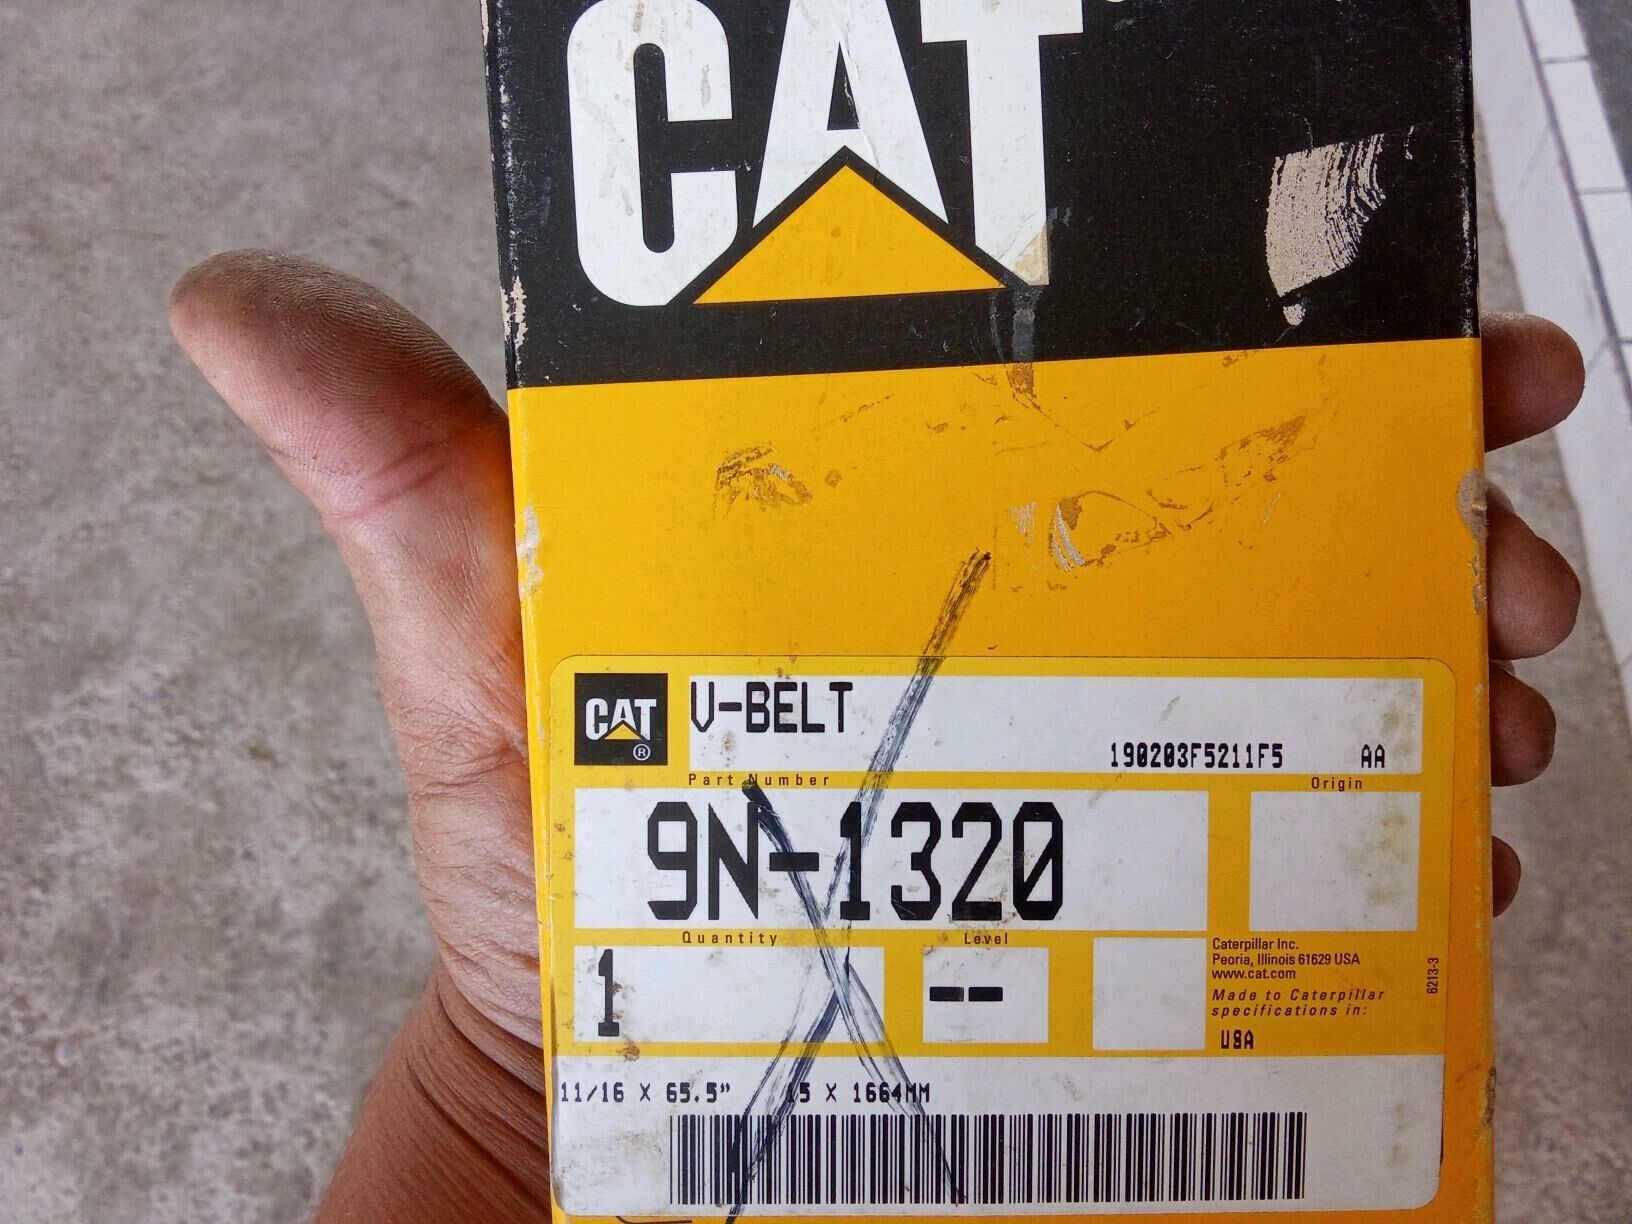 CAT
CAT ®
V-BELT
190203F5211F5 AA
Part Number
Origin
9N-1320
Quantity
Level
1
--
Caterpillar Inc.
Peoria, Illinois 61629 USA
www.cat.com
Made to Caterpillar
specifications in:
USA
6213-3
11/16 X 65.5" 15 X 1664MM